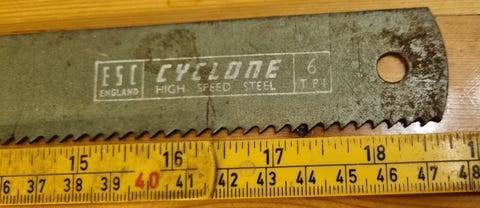 ESC CYCLONE 6
ENGLAND HIGH SPEED STEEL TPI
15 16 17 18
6 37 38 39 40 41 42 43 44 45 46 47 48